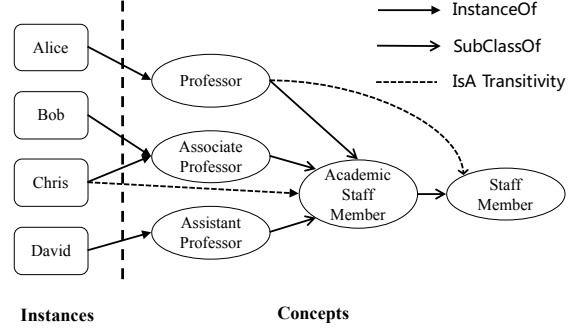 InstanceOf
SubClassOf
IsA Transitivity
Alice
Bob
Chris
David
Professor
Associate
Professor
Assistant
Professor
Academic
Staff
Member
Staff
Member
Instances
Concepts